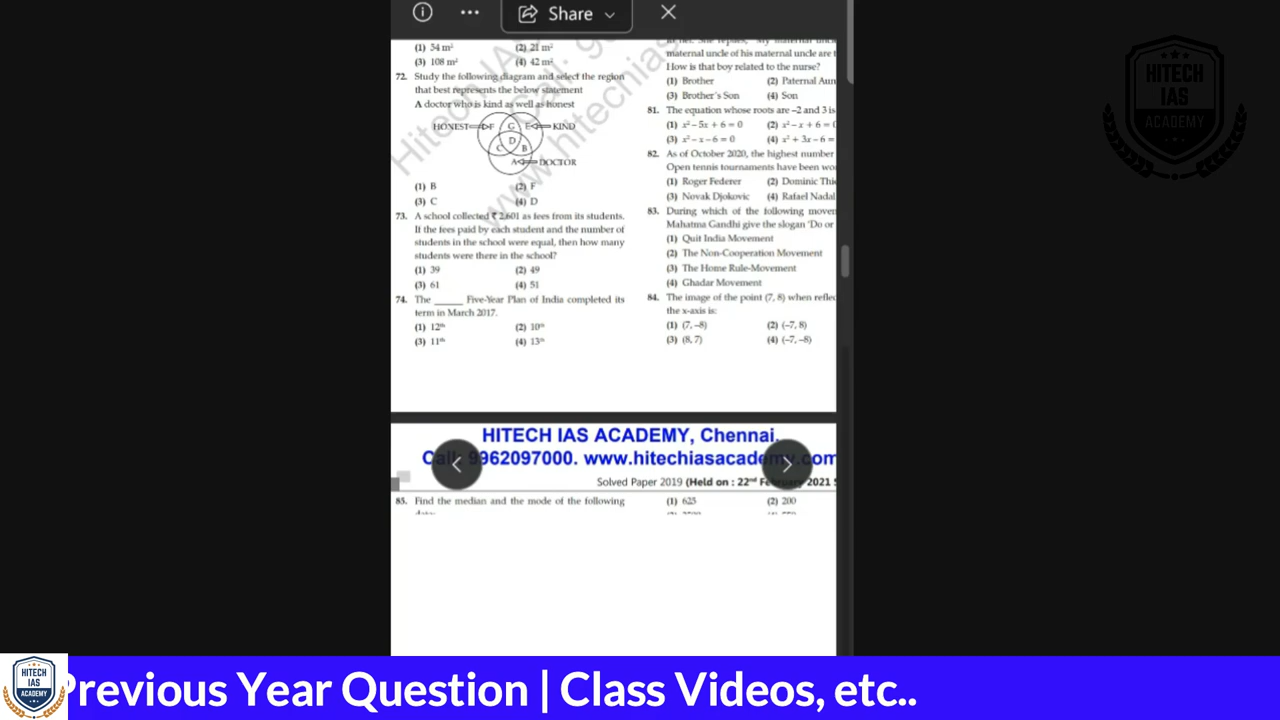 Share
(1) 34 m² (2) 21 m²
(3) 108 m² (4) 42 m²
72. Study the following diagram and select the region
that best represents the below statement
A doctor who is kind as well as honest
HONEST F G E KIND
D
C B
A DOCTOR
(1) B (2) F
(3) C (4) D
73. A school collected ₹ 2,601 as fees from its students.
If the fees paid by each student and the number of
students in the school were equal, then how many
students were there in the school?
(1) 39 (2) 49
(3) 61 (4) 51
74. The ______ Five-Year Plan of India completed its
term in March 2017.
(1) 12th (2) 10th
(3) 11th (4) 13th
maternal uncle of his maternal uncle are
How is that boy related to the nurse?
(1) Brother (2) Paternal Aun
(3) Brother's Son (4) Son
81. The equation whose roots are –2 and 3 is
(1) x² – 5x + 6 = 0 (2) x² – x + 6 =
(3) x² – x – 6 = 0 (4) x² + 3x – 6 =
82. As of October 2020, the highest number
Open tennis tournaments have been wo
(1) Roger Federer (2) Dominic Thi
(3) Novak Djokovic (4) Rafael Nadal
83. During which of the following mover
Mahatma Gandhi give the slogan 'Do or
(1) Quit India Movement
(2) The Non-Cooperation Movement
(3) The Home Rule-Movement
(4) Ghadar Movement
84. The image of the point (7, 8) when refle
the x-axis is:
(1) (7, –8) (2) (–7, 8)
(3) (8, 7) (4) (–7, –8)
HITECH IAS ACADEMY, Chennai.
9962097000. www.hitechiasacademy.com
Solved Paper 2019 (Held on : 22nd February 2021
85. Find the median and the mode of the following
(1) 625 (2) 200
HITECH
IAS
ACADEMY
HITECH
IAS
ACADEMY
Previous Year Question | Class Videos, etc..